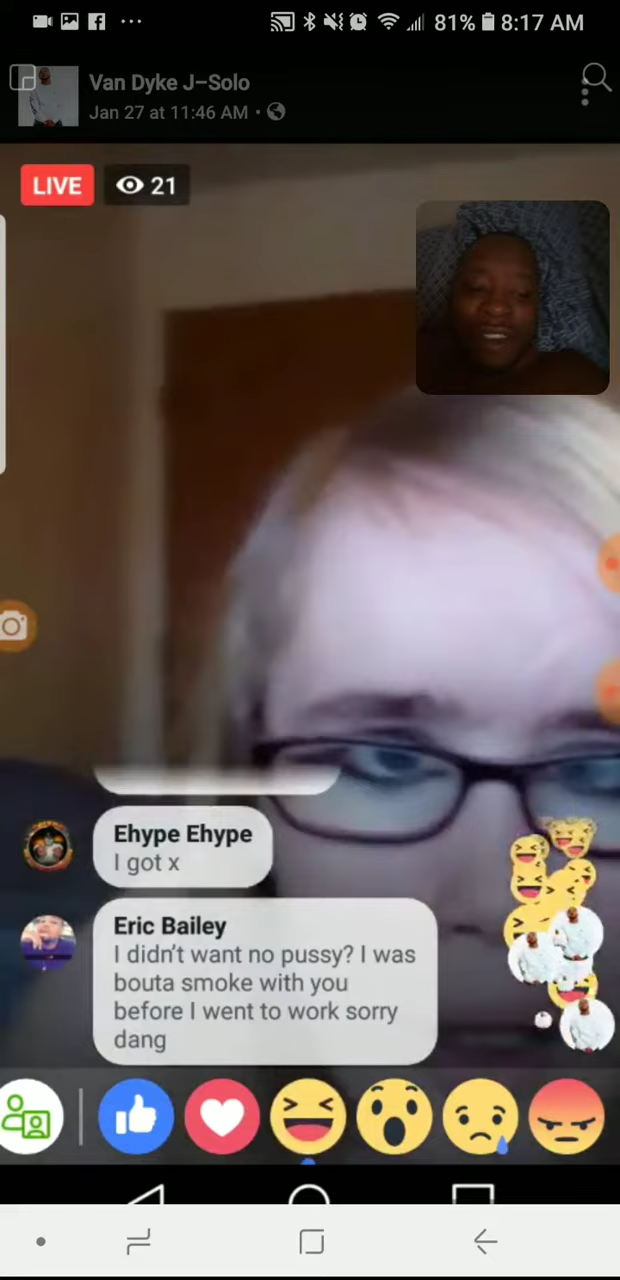 81% 8:17 AM
Van Dyke J-Solo
Jan 27 at 11:46 AM •
LIVE 21
Ehype Ehype
I got x
Eric Bailey
I didn't want no pussy? I was
bouta smoke with you
before I went to work sorry
dang